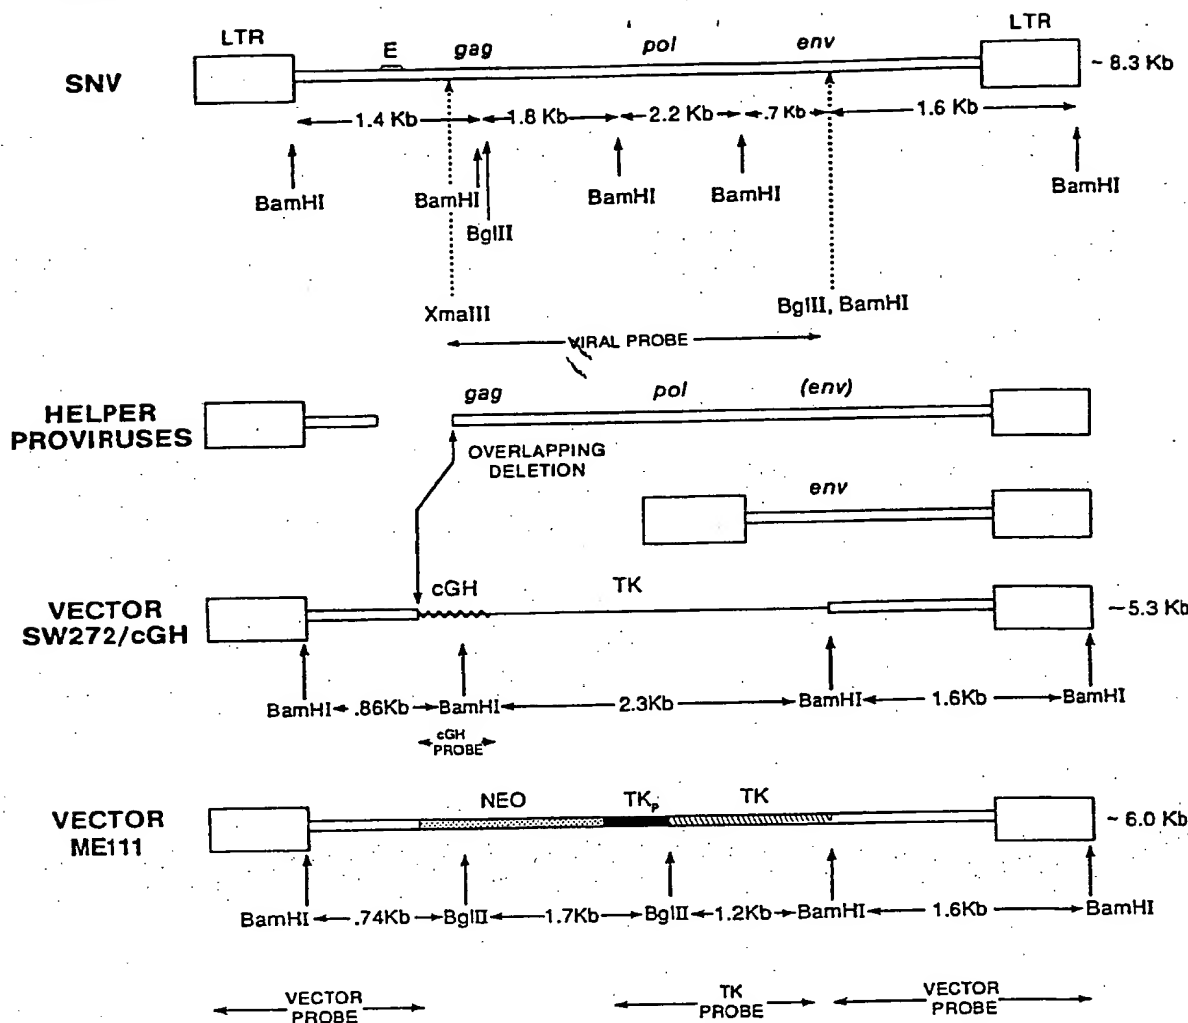 LTR
E
gag
pol
env
LTR
SNV
~ 8.3 Kb
1.4 Kb
1.8 Kb
2.2 Kb
.7 Kb
1.6 Kb
BamHI
BamHI
BglII
BamHI
BamHI
BamHI
XmaIII
BglII, BamHI
VIRAL PROBE
HELPER
PROVIRUSES
gag
pol
(env)
OVERLAPPING
DELETION
env
VECTOR
SW272/cGH
cGH
TK
~5.3 Kb
BamHI
.86Kb
BamHI
2.3Kb
BamHI
1.6Kb
BamHI
cGH
PROBE
VECTOR
ME111
NEO
TKp
TK
~ 6.0 Kb
BamHI
.74Kb
BglII
1.7Kb
BglII
1.2Kb
BamHI
1.6Kb
BamHI
VECTOR
PROBE
TK
PROBE
VECTOR
PROBE